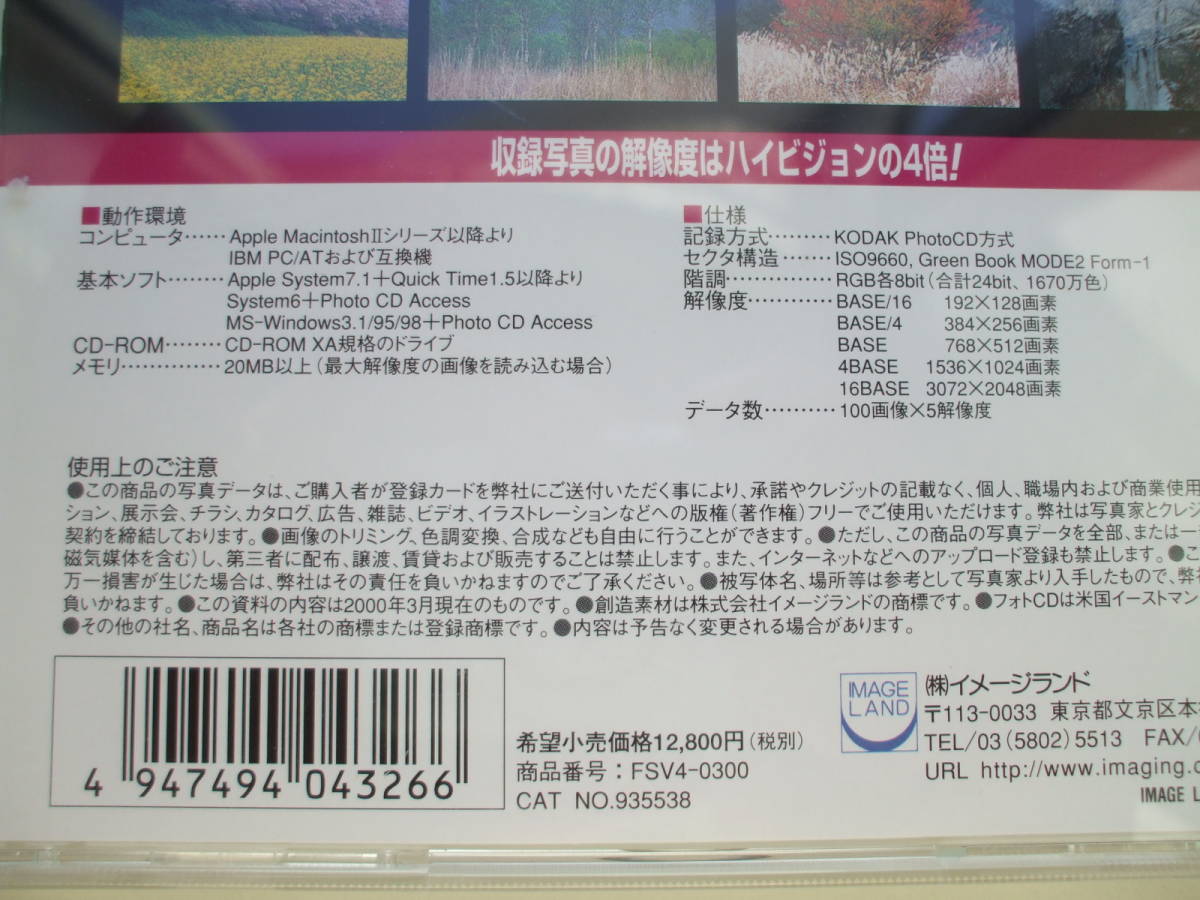 収録写真の解像度はハイビジョンの4倍!
■動作環境
コンピュータ……Apple MacintoshⅡシリーズ以降より
IBM PC/ATおよび互換機
基本ソフト………Apple System7.1＋Quick Time1.5以降より
System6＋Photo CD Access
MS-Windows3.1/95/98＋Photo CD Access
CD-ROM………CD-ROM XA規格のドライブ
メモリ……………20MB以上（最大解像度の画像を読み込む場合）
■仕様
記録方式………KODAK PhotoCD方式
セクタ構造………ISO9660, Green Book MODE2 Form-1
階調………………RGB各8bit（合計24bit、1670万色）
解像度…………BASE/16 192×128画素
BASE/4 384×256画素
BASE 768×512画素
4BASE 1536×1024画素
16BASE 3072×2048画素
データ数…………100画像×5解像度
使用上のご注意
●この商品の写真データは、ご購入者が登録カードを弊社にご送付いただく事により、承諾やクレジットの記載なく、個人、職場内および商業使用
ション、展示会、チラシ、カタログ、広告、雑誌、ビデオ、イラストレーションなどへの版権（著作権）フリーでご使用いただけます。弊社は写真家とクレジ
契約を締結しております。●画像のトリミング、色調変換、合成なども自由に行うことができます。●ただし、この商品の写真データを全部、または一
磁気媒体を含む）し、第三者に配布、譲渡、賃貸および販売することは禁止します。また、インターネットなどへのアップロード登録も禁止します。●こ
万一損害が生じた場合は、弊社はその責任を負いかねますのでご了承ください。●被写体名、場所等は参考として写真家より入手したもので、弊社
負いかねます。●この資料の内容は2000年3月現在のものです。●創造素材は株式会社イメージランドの商標です。●フォトCDは米国イーストマン
●その他の社名、商品名は各社の商標または登録商標です。●内容は予告なく変更される場合があります。
4 947494 043266
希望小売価格12,800円（税別）
商品番号：FSV4-0300
CAT NO.935538
IMAGE LAND
㈱イメージランド
〒113-0033 東京都文京区本
TEL/03（5802）5513 FAX/
URL http://www.imaging.
IMAGE L